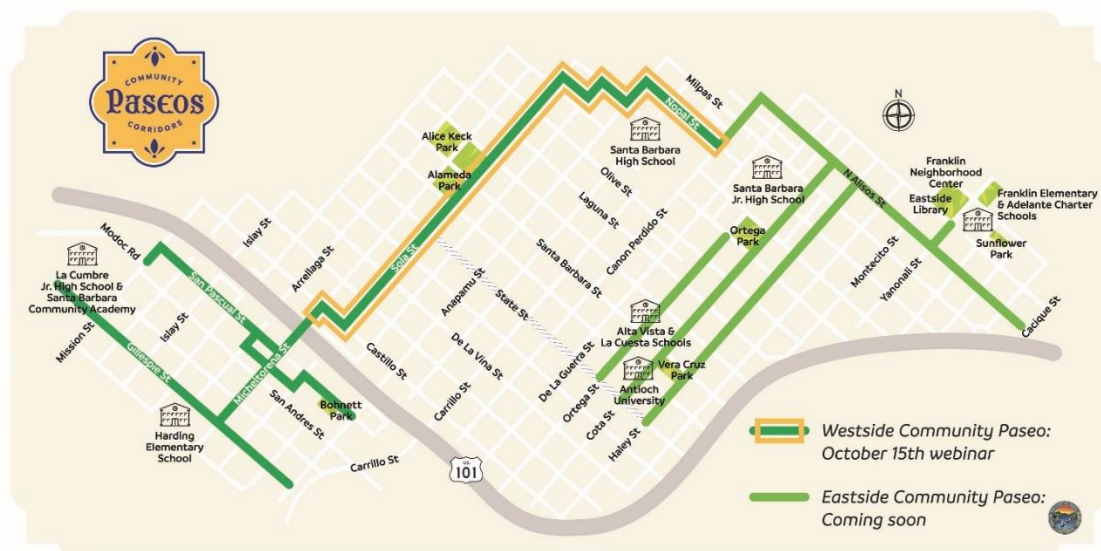 COMMUNITY
Paseos
CORRIDORS
Milpas St
N
Nopal St
Alice Keck
Park
Alameda
Park
Santa Barbara
High School
Santa Barbara
Jr. High School
Franklin
Neighborhood
Center
Eastside
Library
Franklin Elementary
& Adelante Charter
Schools
Sunflower
Park
N Alisos St
Olive St
Laguna St
Canon Perdido St
Santa Barbara St
Ortega
Park
Montecito St
Yanonali St
Cacique St
Modoc Rd
Islay St
Arrellaga St
Sola St
Anapamu St
State St
La Cumbre
Jr. High School &
Santa Barbara
Community Academy
San Pascual St
Mission St
Islay St
Gillespie St
Micheltorena St
Castillo St
De La Vina St
De La Guerra St
Alta Vista &
La Cuesta Schools
Vera Cruz
Park
Antioch
University
Ortega St
Cota St
Haley St
Carrillo St
San Andres St
Bohnett
Park
Harding
Elementary
School
Carrillo St
US
101
Westside Community Paseo:
October 15th webinar
Eastside Community Paseo:
Coming soon